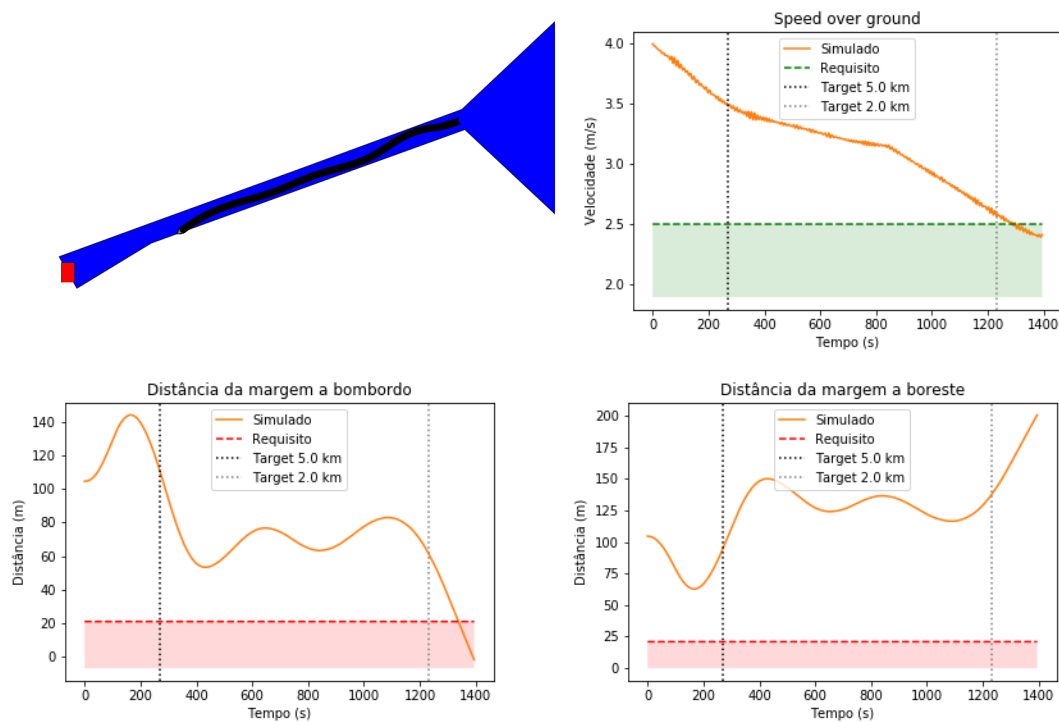 Speed over ground
Simulado
Requisito
Target 5.0 km
Target 2.0 km
4.0
3.5
3.0
2.5
2.0
Velocidade (m/s)
0 200 400 600 800 1000 1200 1400
Tempo (s)
Distância da margem a bombordo
Simulado
Requisito
Target 5.0 km
Target 2.0 km
140
120
100
80
60
40
20
0
Distância (m)
0 200 400 600 800 1000 1200 1400
Tempo (s)
Distância da margem a boreste
Simulado
Requisito
Target 5.0 km
Target 2.0 km
200
175
150
125
100
75
50
25
0
Distância (m)
0 200 400 600 800 1000 1200 1400
Tempo (s)